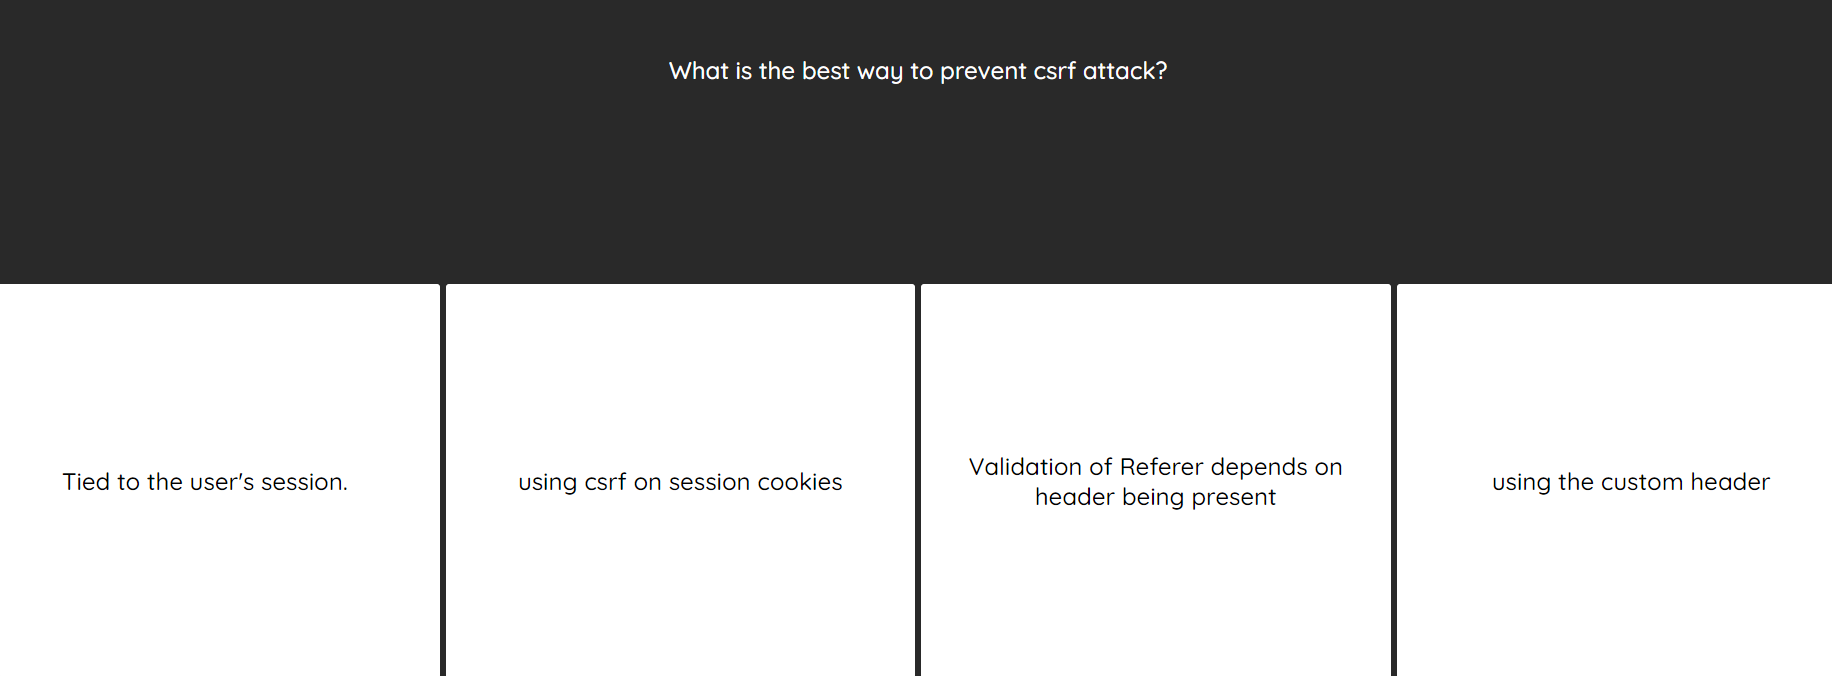 What is the best way to prevent csrf attack?
Tied to the user's session.
using csrf on session cookies
Validation of Referer depends on
header being present
using the custom header